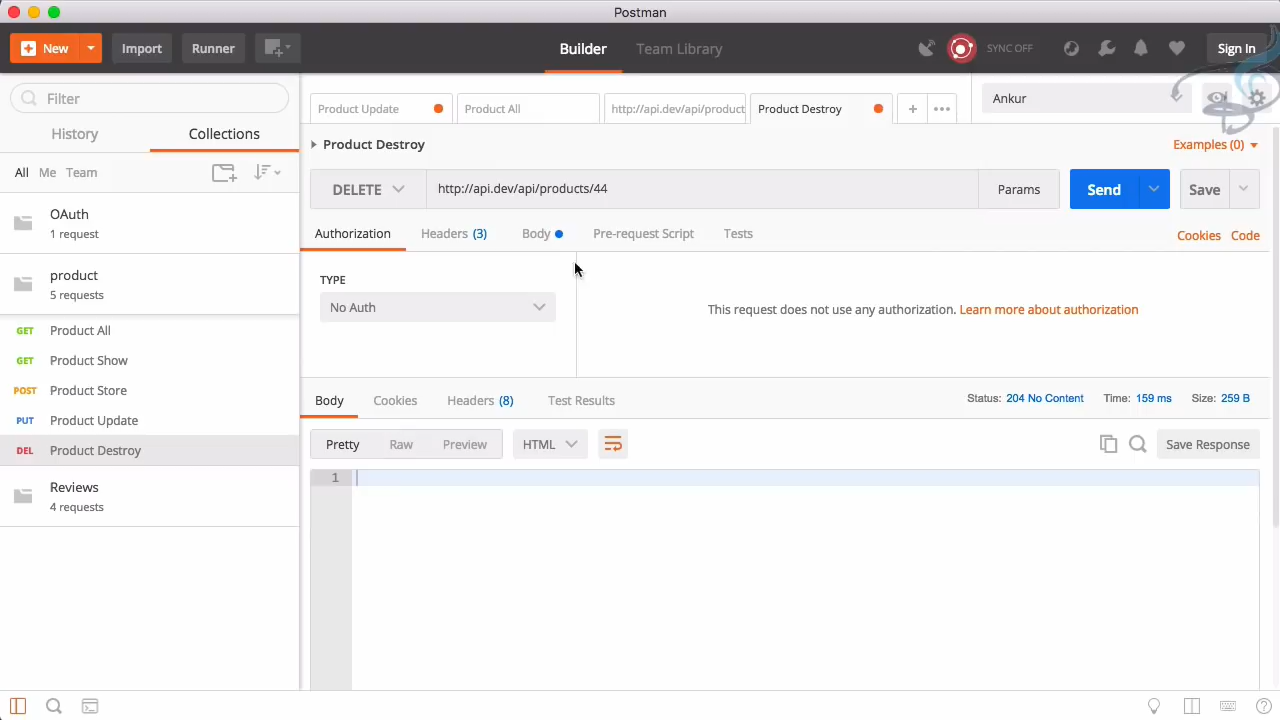 Postman
New
Import
Runner
Builder
Team Library
SYNC OFF
Sign In
Filter
History
Collections
All Me Team
OAuth
1 request
product
5 requests
GET Product All
GET Product Show
POST Product Store
PUT Product Update
DEL Product Destroy
Reviews
4 requests
Product Update
Product All
http://api.dev/api/product
Product Destroy
Ankur
Product Destroy
Examples (0)
DELETE
http://api.dev/api/products/44
Params
Send
Save
Authorization
Headers (3)
Body
Pre-request Script
Tests
Cookies
Code
TYPE
No Auth
This request does not use any authorization. Learn more about authorization
Body
Cookies
Headers (8)
Test Results
Status: 204 No Content
Time: 159 ms
Size: 259 B
Pretty
Raw
Preview
HTML
Save Response
1